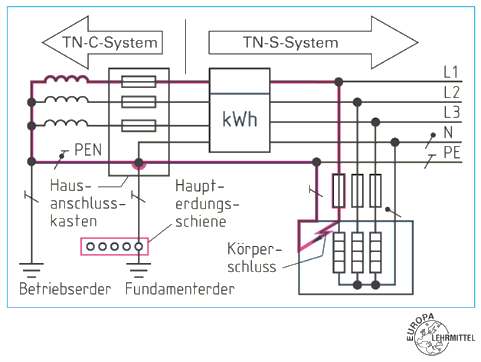 TN-C-System
TN-S-System
L1
L2
L3
N
PE
kWh
PEN
Haus-
anschluss-
kasten
Haupt-
erdungs-
schiene
Körper-
schluss
Betriebserder
Fundamenterder
EUROPA
LEHRMITTEL